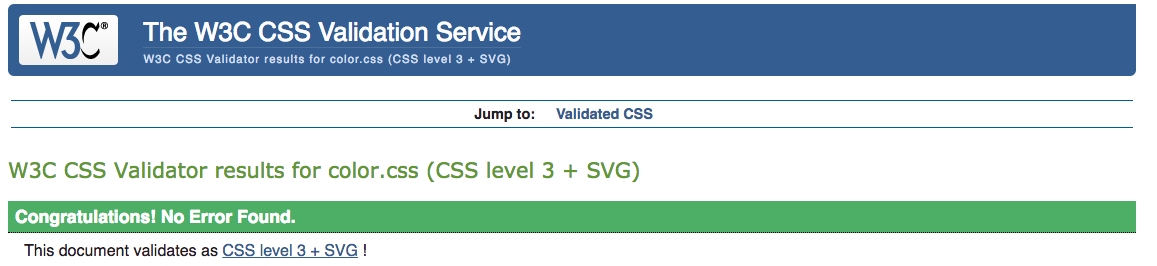 W3C®
The W3C CSS Validation Service
W3C CSS Validator results for color.css (CSS level 3 + SVG)
Jump to: Validated CSS
W3C CSS Validator results for color.css (CSS level 3 + SVG)
Congratulations! No Error Found.
This document validates as CSS level 3 + SVG !